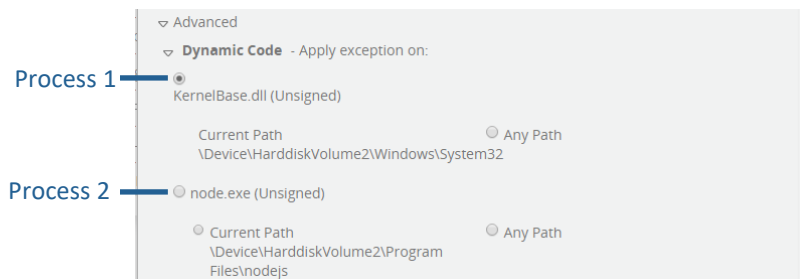 Advanced
Dynamic Code - Apply exception on:
Process 1
KernelBase.dll (Unsigned)
Current Path Any Path
\Device\HarddiskVolume2\Windows\System32
Process 2 node.exe (Unsigned)
Current Path Any Path
\Device\HarddiskVolume2\Program
Files\nodejs